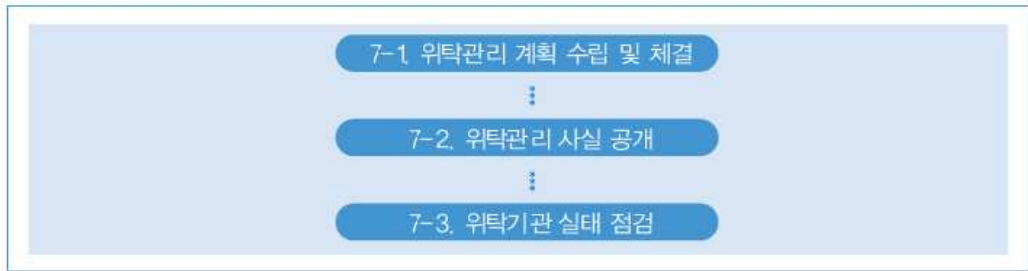 7-1. 위탁관리 계획 수립 및 체결
7-2. 위탁관리 사실 공개
7-3. 위탁기관 실태 점검